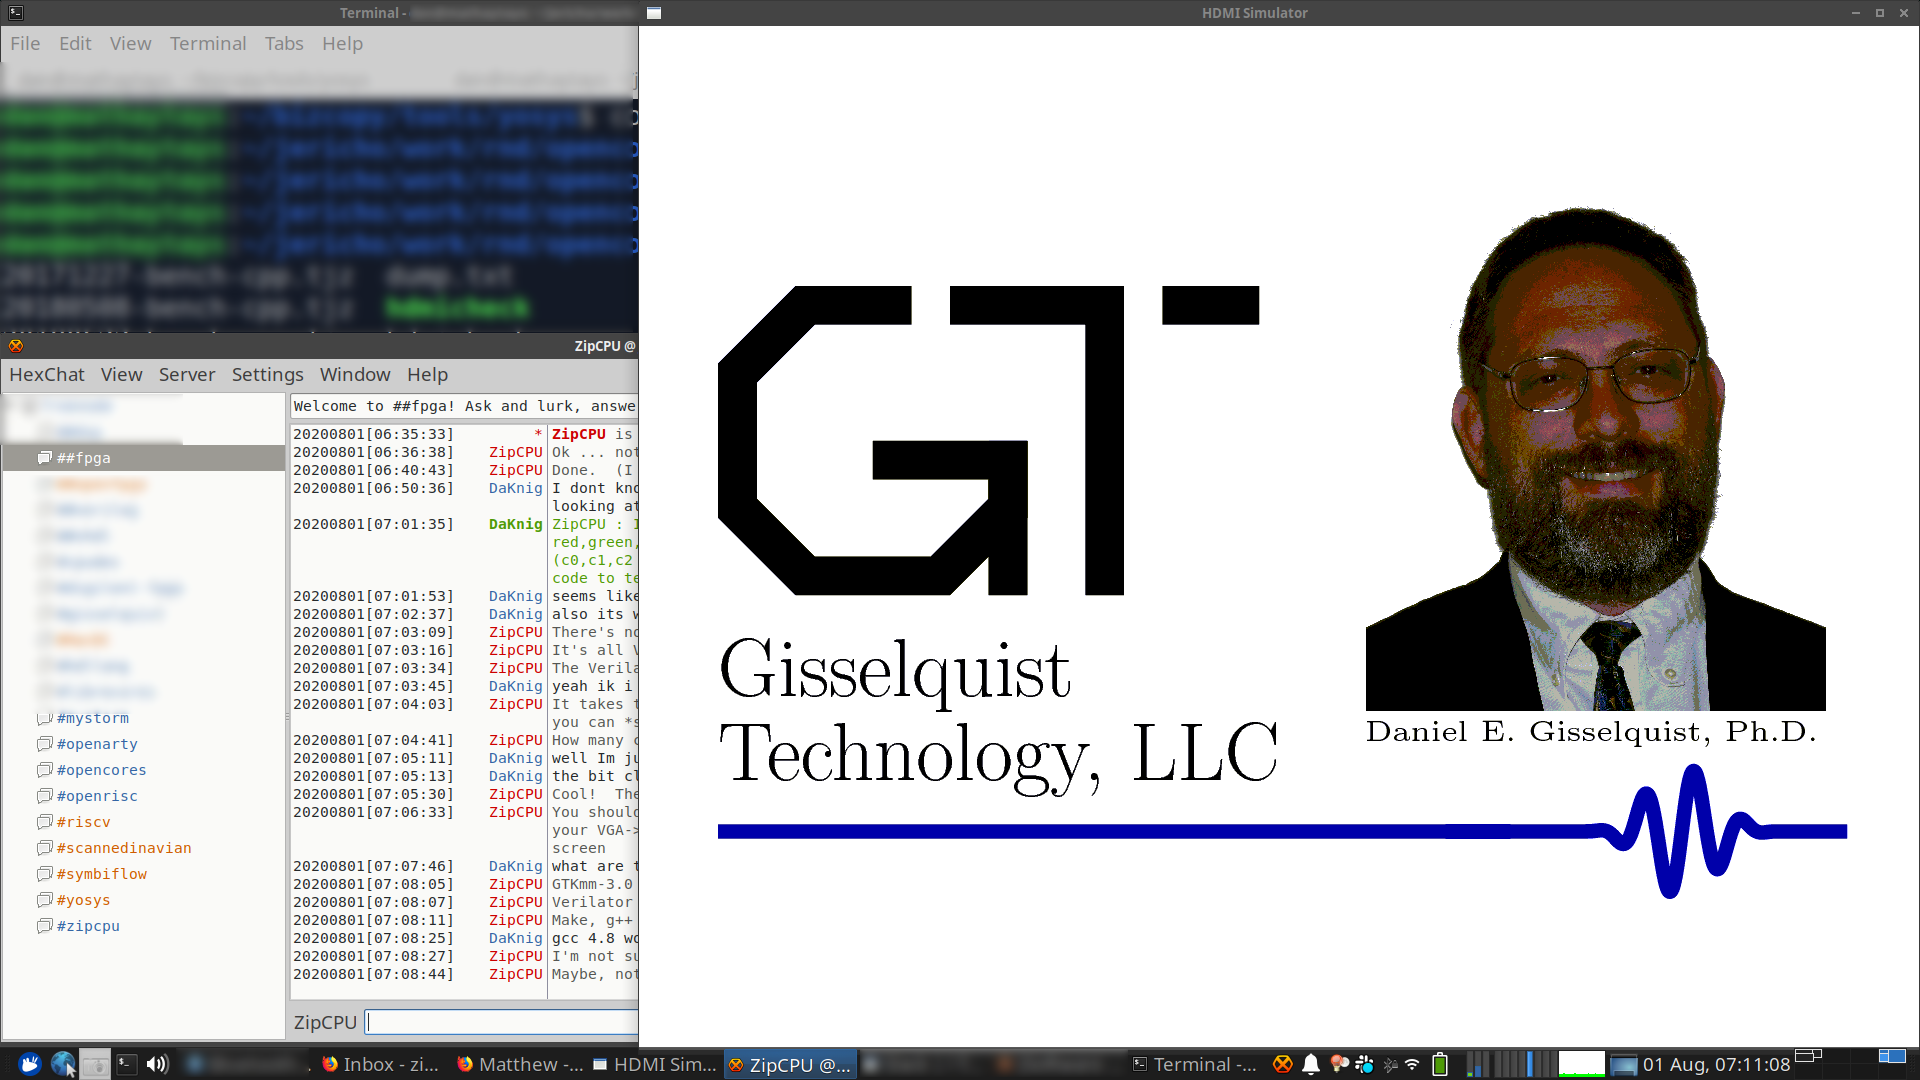 Terminal -
HDMI Simulator
File Edit View Terminal Tabs Help
20171227-bench-cpp.tjz dump.txt
20180508-bench-cpp.tjz hdmicheck
ZipCPU @
HexChat View Server Settings Window Help
Welcome to ##fpga! Ask and lurk, answe
##fpga
#mystorm
#openarty
#opencores
#openrisc
#riscv
#scannedinavian
#symbiflow
#yosys
#zipcpu
20200801[06:35:33] * ZipCPU is
20200801[06:36:38] ZipCPU Ok ... not
20200801[06:40:43] ZipCPU Done. (I
20200801[06:50:36] DaKnig I dont kno
looking at
20200801[07:01:35] DaKnig ZipCPU : I
red,green,
(c0,c1,c2
code to te
20200801[07:01:53] DaKnig seems like
20200801[07:02:37] DaKnig also its w
20200801[07:03:09] ZipCPU There's no
20200801[07:03:16] ZipCPU It's all V
20200801[07:03:34] ZipCPU The Verila
20200801[07:03:45] DaKnig yeah ik i
20200801[07:04:03] ZipCPU It takes t
you can *s
20200801[07:04:41] ZipCPU How many c
20200801[07:05:11] DaKnig well Im ju
20200801[07:05:13] DaKnig the bit cl
20200801[07:05:30] ZipCPU Cool! The
20200801[07:06:33] ZipCPU You should
your VGA->
screen
20200801[07:07:46] DaKnig what are t
20200801[07:08:05] ZipCPU GTKmm-3.0
20200801[07:08:07] ZipCPU Verilator
20200801[07:08:11] ZipCPU Make, g++
20200801[07:08:25] DaKnig gcc 4.8 wo
20200801[07:08:27] ZipCPU I'm not su
20200801[07:08:44] ZipCPU Maybe, not
ZipCPU
GT
Gisselquist
Technology, LLC
Daniel E. Gisselquist, Ph.D.
Inbox - zi... Matthew -... HDMI Sim... ZipCPU @... Terminal -... 01 Aug, 07:11:08